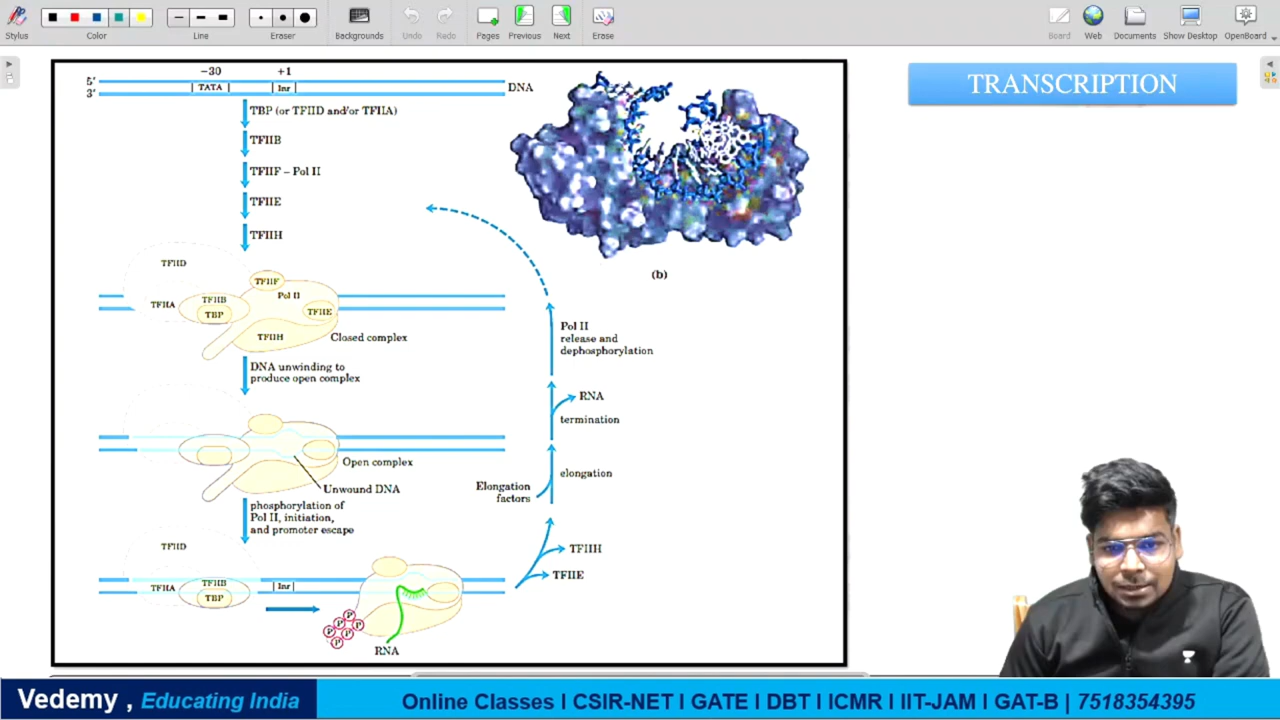 Stylus
Color
Line
Eraser
Backgrounds
Undo
Redo
Pages
Previous
Next
Erase
Board
Web
Documents
Show Desktop
OpenBoard
TRANSCRIPTION
−30
+1
5′
3′
TATA
Inr
DNA
TBP (or TFIID and/or TFIIA)
TFIIB
TFIIF – Pol II
TFIIE
TFIIH
(b)
TFIID
TFIIF
Pol II
TFIIA
TFIIB
TBP
TFIIE
TFIIH
Closed complex
Pol II
release and
dephosphorylation
DNA unwinding to
produce open complex
RNA
termination
Open complex
Unwound DNA
elongation
Elongation
factors
phosphorylation of
Pol II, initiation,
and promoter escape
TFIIH
TFIIE
TFIID
TFIIA
TFIIB
TBP
Inr
P
P
P
P
P
P
RNA
Vedemy , Educating India
Online Classes I CSIR-NET I GATE I DBT I ICMR I IIT-JAM I GAT-B | 7518354395